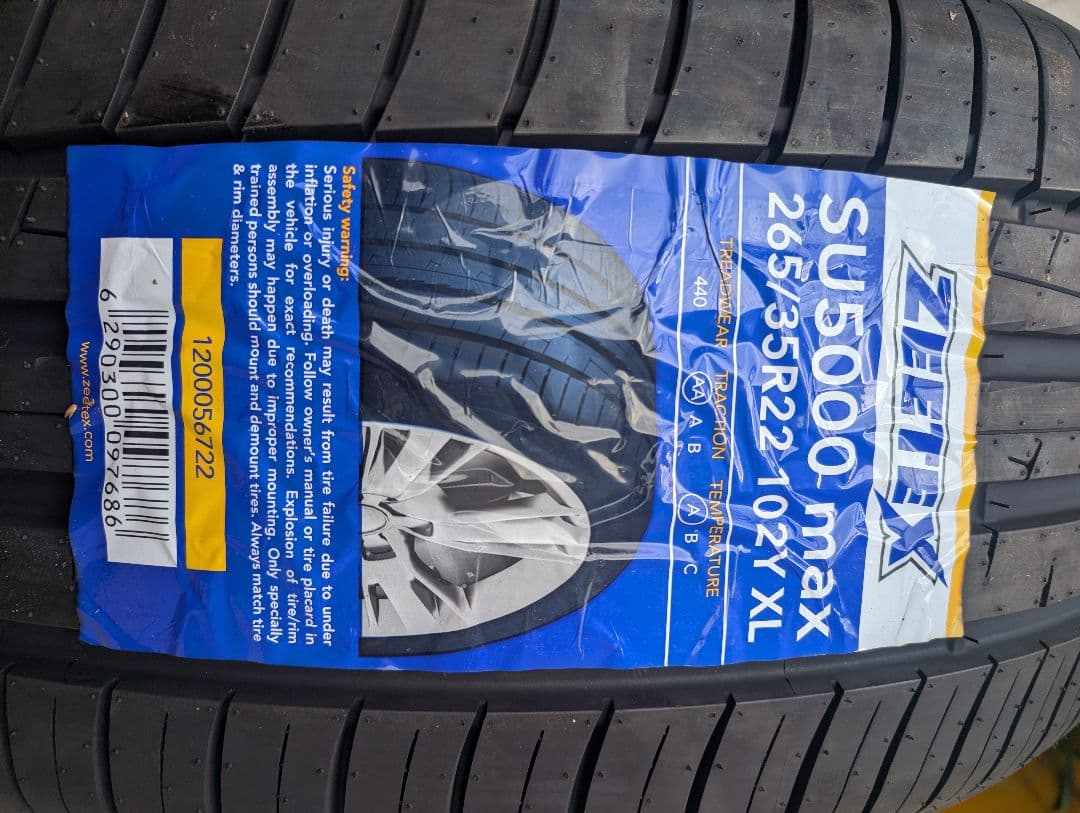 ZEETEX
SU5000 max
265/35R22 102Y XL
TREADWEAR TRACTION TEMPERATURE
440 AA A B A B C
Safety warning:
Serious injury or death may result from tire failure due to under
inflation or overloading. Follow owner's manual or tire placard in
the vehicle for exact recommendations. Explosion of tire/rim
assembly may happen due to improper mounting. Only specially
trained persons should mount and demount tires. Always match tire
& rim diameters.
1200056722
6 290300 097686
www.zeetex.com